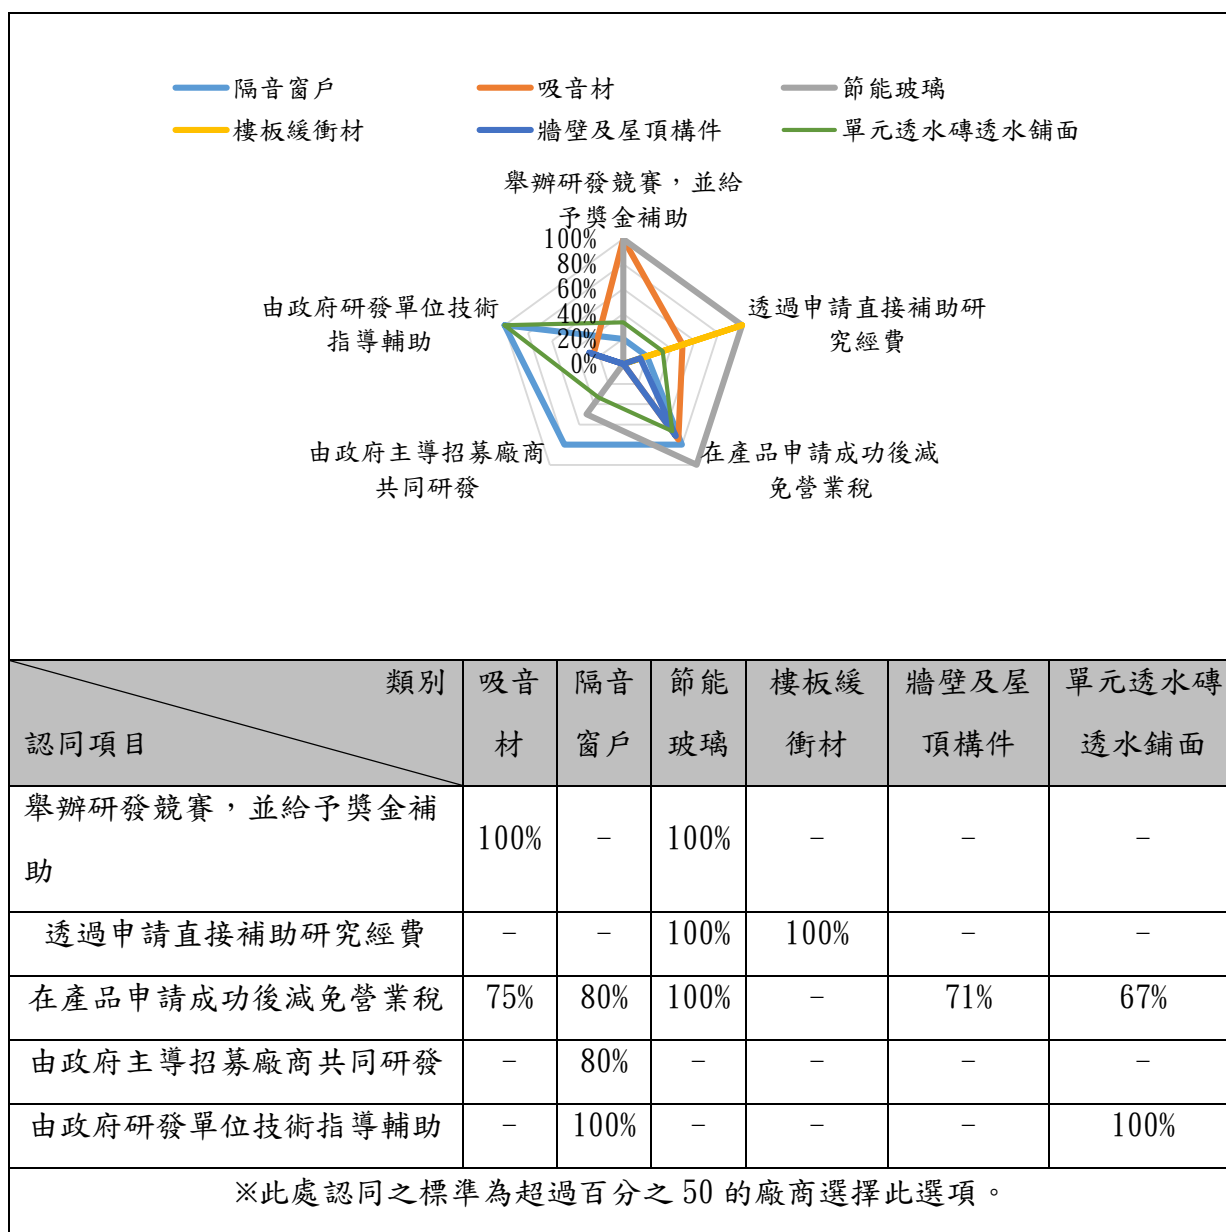 隔音窗戶 吸音材 節能玻璃
樓板緩衝材 牆壁及屋頂構件 單元透水磚透水舖面
舉辦研發競賽，並給
予獎金補助
100%
80%
60%
40%
20%
0%
透過申請直接補助研
究經費
在產品申請成功後減
免營業稅
由政府主導招募廠商
共同研發
由政府研發單位技術
指導輔助
類別
認同項目
吸音
材
隔音
窗戶
節能
玻璃
樓板緩
衝材
牆壁及屋
頂構件
單元透水磚
透水鋪面
舉辦研發競賽，並給予獎金補
助
100% – 100% – – –
透過申請直接補助研究經費 – – 100% 100% – –
在產品申請成功後減免營業稅 75% 80% 100% – 71% 67%
由政府主導招募廠商共同研發 – 80% – – – –
由政府研發單位技術指導輔助 – 100% – – – 100%
※此處認同之標準為超過百分之 50 的廠商選擇此選項。